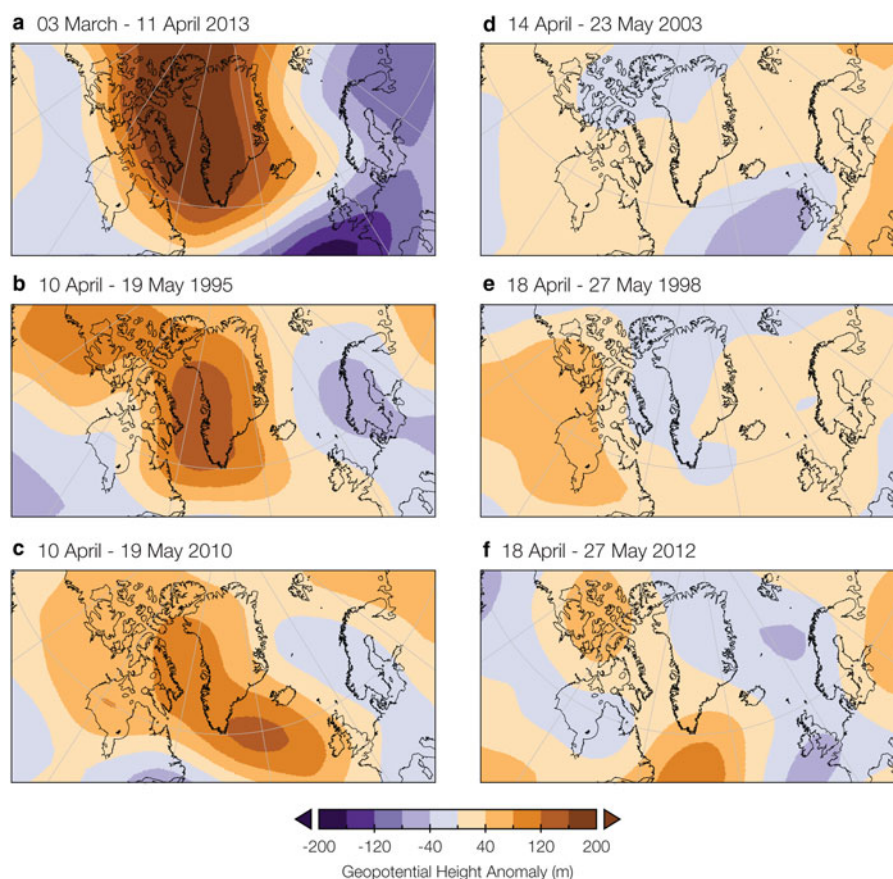 a 03 March - 11 April 2013
d 14 April - 23 May 2003
b 10 April - 19 May 1995
e 18 April - 27 May 1998
c 10 April - 19 May 2010
f 18 April - 27 May 2012
-200 -120 -40 40 120 200
Geopotential Height Anomaly (m)